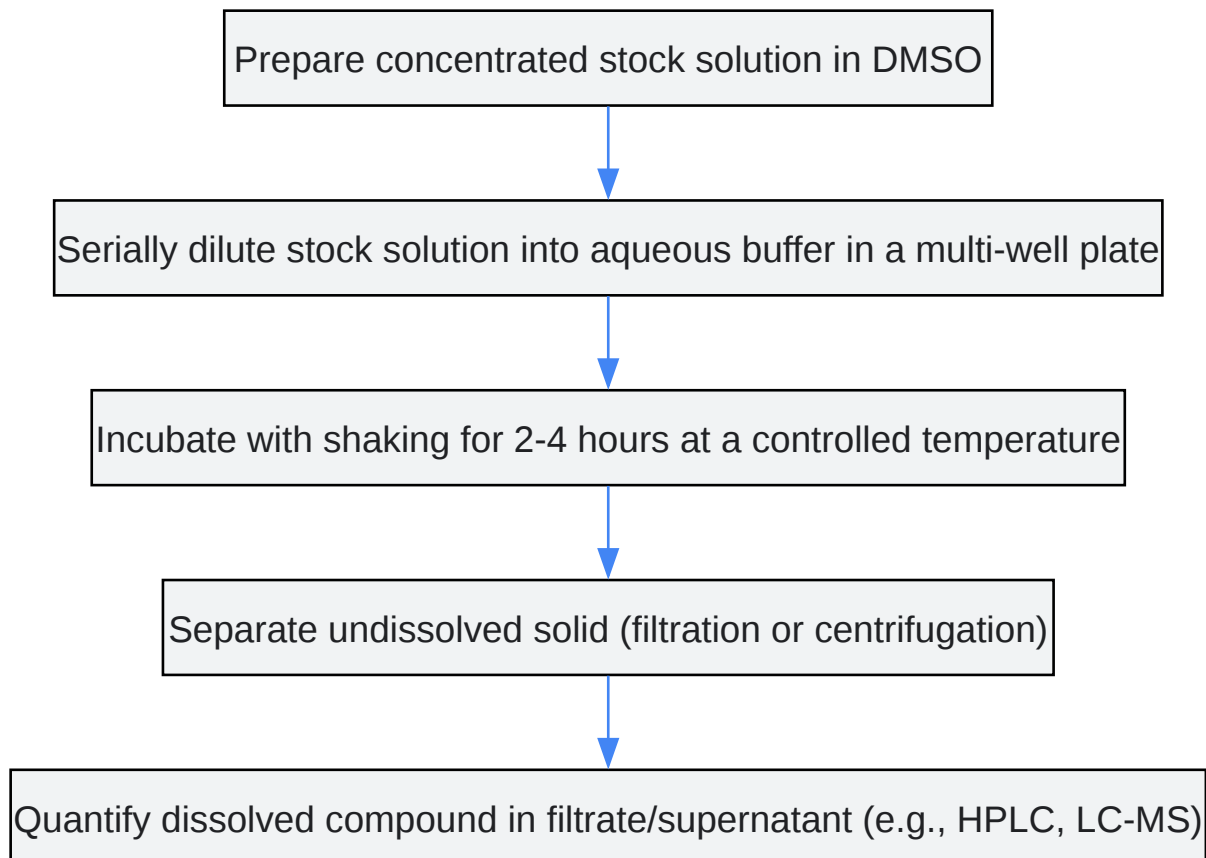 Prepare concentrated stock solution in DMSO
Serially dilute stock solution into aqueous buffer in a multi-well plate
Incubate with shaking for 2-4 hours at a controlled temperature
Separate undissolved solid (filtration or centrifugation)
Quantify dissolved compound in filtrate/supernatant (e.g., HPLC, LC-MS)